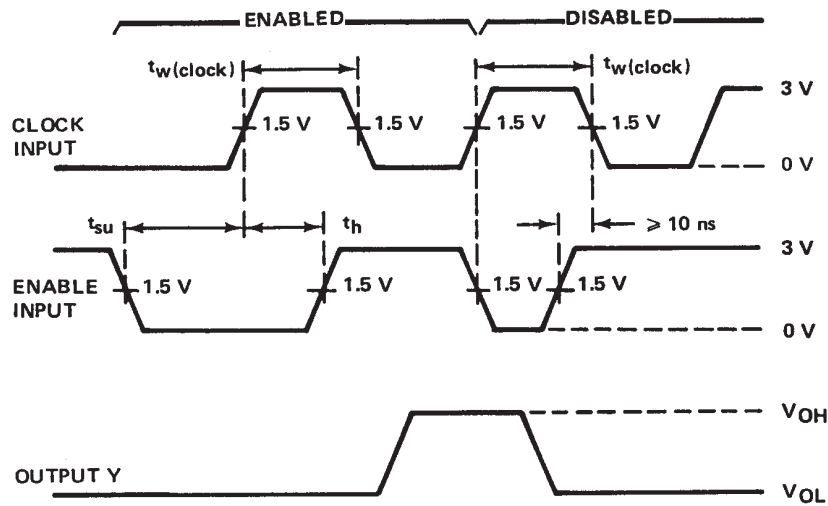 ENABLED
DISABLED
tw(clock)
tw(clock)
3 V
CLOCK
INPUT
1.5 V
1.5 V
1.5 V
1.5 V
0 V
tsu
th
⩾ 10 ns
3 V
ENABLE
INPUT
1.5 V
1.5 V
1.5 V
1.5 V
0 V
VOH
OUTPUT Y
VOL